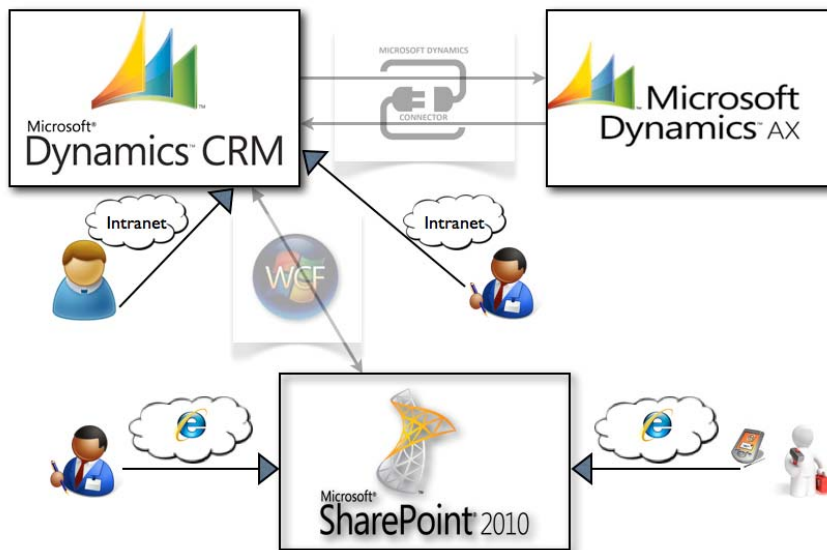 Microsoft®
Dynamics™ CRM
MICROSOFT DYNAMICS
CONNECTOR
Microsoft
Dynamics™ AX
Intranet
Intranet
WCF
Microsoft®
SharePoint® 2010